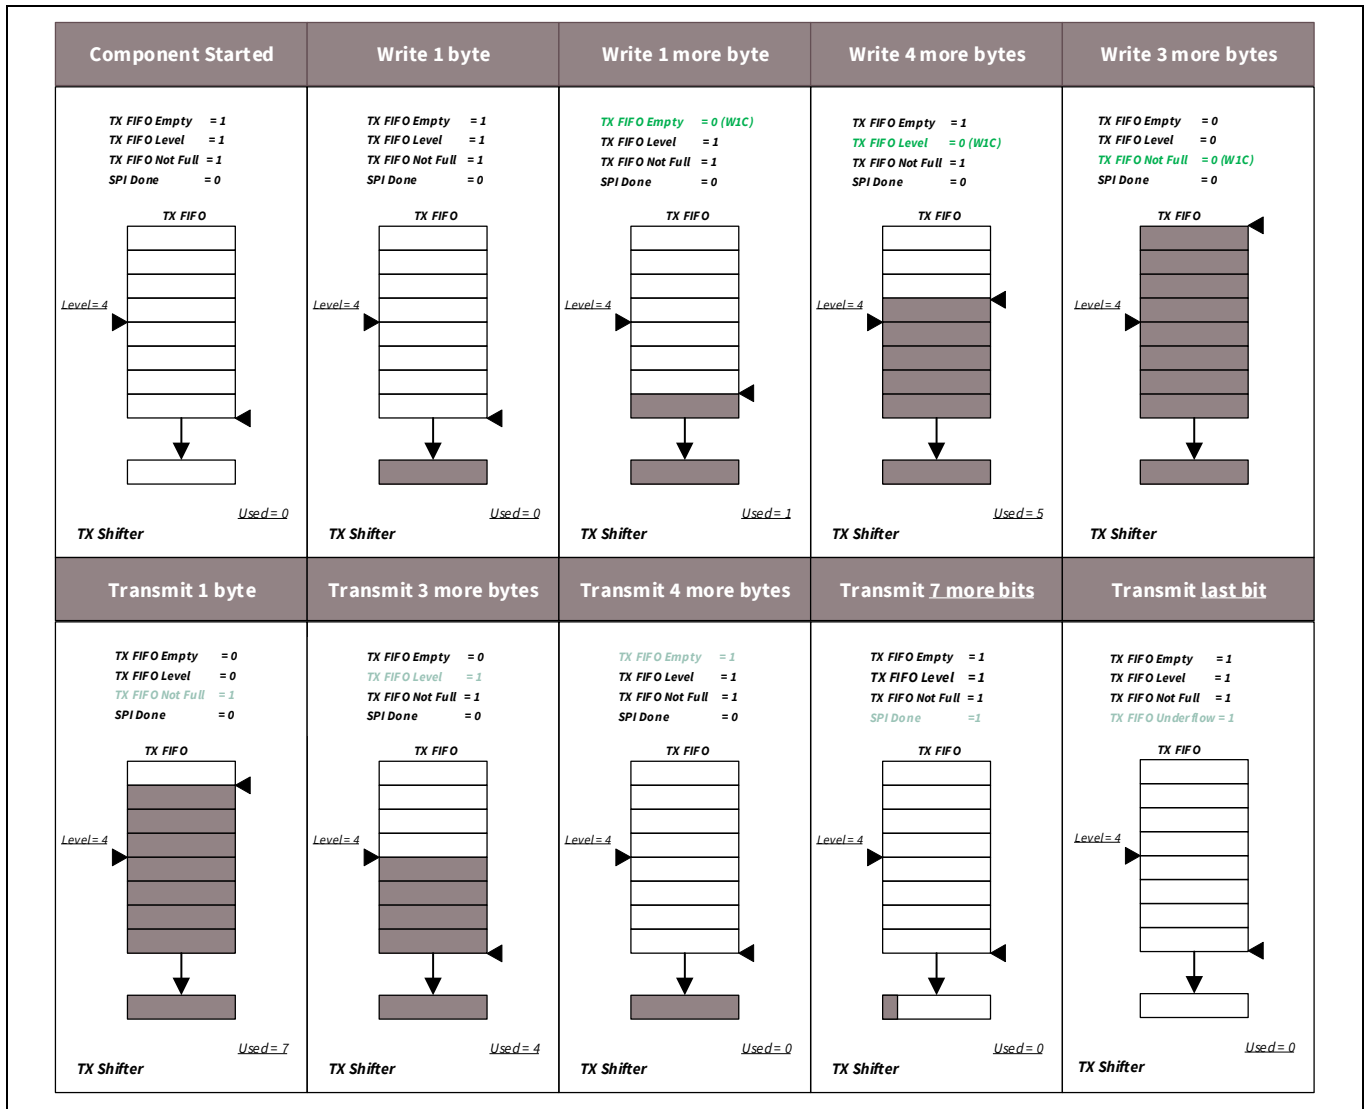 Component Started
Write 1 byte
Write 1 more byte
Write 4 more bytes
Write 3 more bytes
TX FIFO Empty = 1
TX FIFO Level = 1
TX FIFO Not Full = 1
SPI Done = 0
TX FIFO
Level = 4
Used = 0
TX Shifter
TX FIFO Empty = 1
TX FIFO Level = 1
TX FIFO Not Full = 1
SPI Done = 0
TX FIFO
Level = 4
Used = 0
TX Shifter
TX FIFO Empty = 0 (W1C)
TX FIFO Level = 1
TX FIFO Not Full = 1
SPI Done = 0
TX FIFO
Level = 4
Used = 1
TX Shifter
TX FIFO Empty = 1
TX FIFO Level = 0 (W1C)
TX FIFO Not Full = 1
SPI Done = 0
TX FIFO
Level = 4
Used = 5
TX Shifter
TX FIFO Empty = 0
TX FIFO Level = 0
TX FIFO Not Full = 0 (W1C)
SPI Done = 0
TX FIFO
Level = 4
TX Shifter
Transmit 1 byte
Transmit 3 more bytes
Transmit 4 more bytes
Transmit 7 more bits
Transmit last bit
TX FIFO Empty = 0
TX FIFO Level = 0
TX FIFO Not Full = 1
SPI Done = 0
TX FIFO
Level = 4
Used = 7
TX Shifter
TX FIFO Empty = 0
TX FIFO Level = 1
TX FIFO Not Full = 1
SPI Done = 0
TX FIFO
Level = 4
Used = 4
TX Shifter
TX FIFO Empty = 1
TX FIFO Level = 1
TX FIFO Not Full = 1
SPI Done = 0
TX FIFO
Level = 4
Used = 0
TX Shifter
TX FIFO Empty = 1
TX FIFO Level = 1
TX FIFO Not Full = 1
SPI Done =1
TX FIFO
Level = 4
Used = 0
TX Shifter
TX FIFO Empty = 1
TX FIFO Level = 1
TX FIFO Not Full = 1
TX FIFO Underflow = 1
TX FIFO
Level = 4
Used = 0
TX Shifter